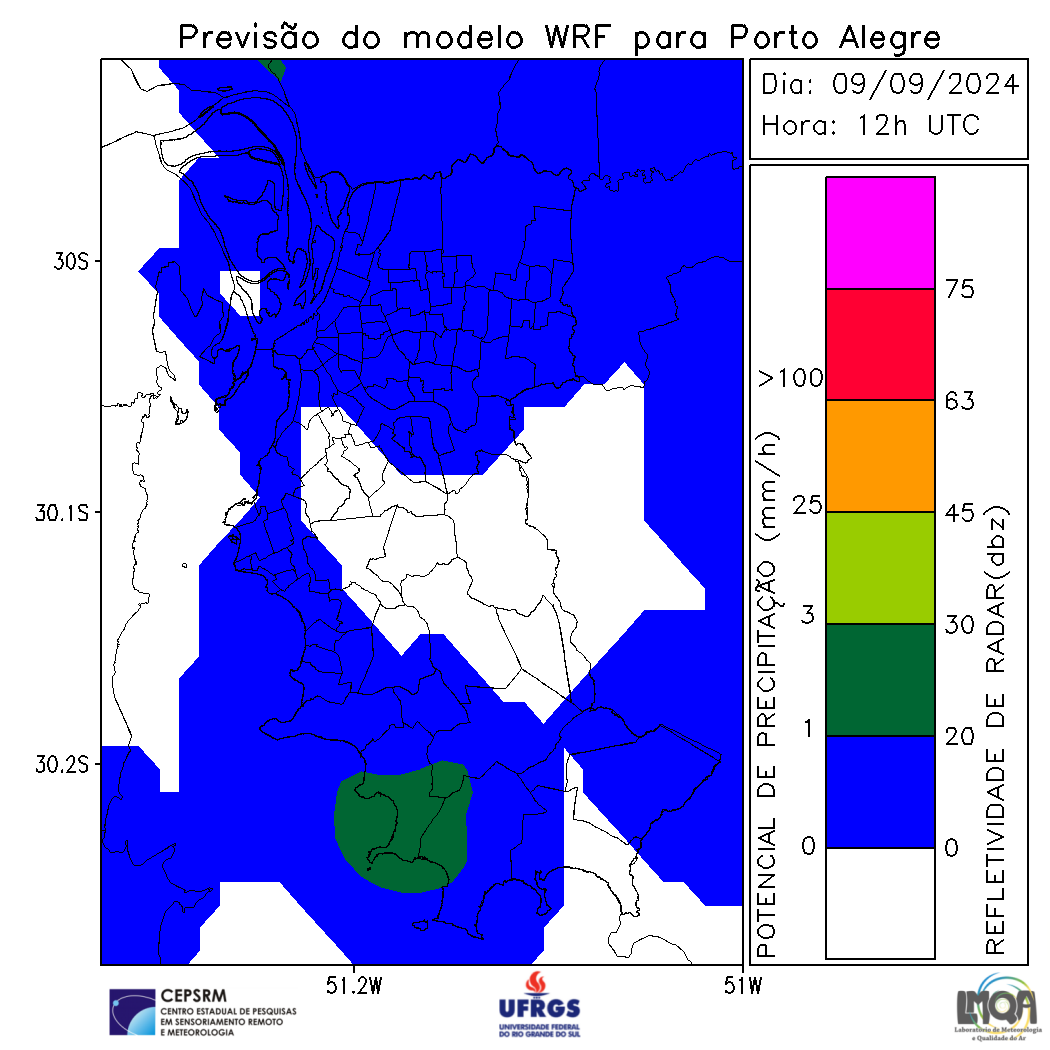 Previsão do modelo WRF para Porto Alegre
Dia: 09/09/2024
Hora: 12h UTC
30S
30.1S
30.2S
51.2W
51W
POTENCIAL DE PRECIPITAÇÃO (mm/h)
>100
25
3
1
0
75
63
45
30
20
0
REFLETIVIDADE DE RADAR(dbz)
CEPSRM
CENTRO ESTADUAL DE PESQUISAS
EM SENSORIAMENTO REMOTO
E METEOROLOGIA
UFRGS
UNIVERSIDADE FEDERAL
DO RIO GRANDE DO SUL
LMQA
Laboratório de Meteorologia
e Qualidade do Ar